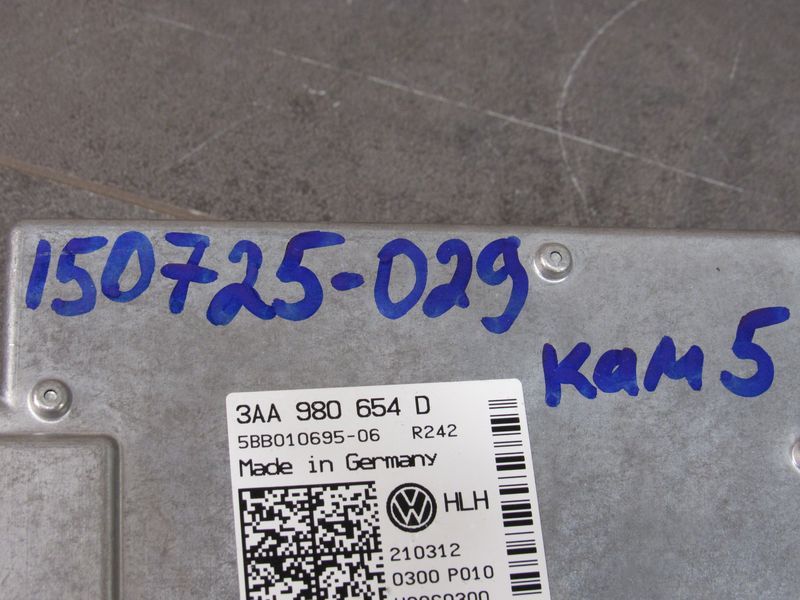 150725-029
кам 5
3AA 980 654 D
5BB010695-06 R242
Made in Germany
HLH
210312
0300 P010